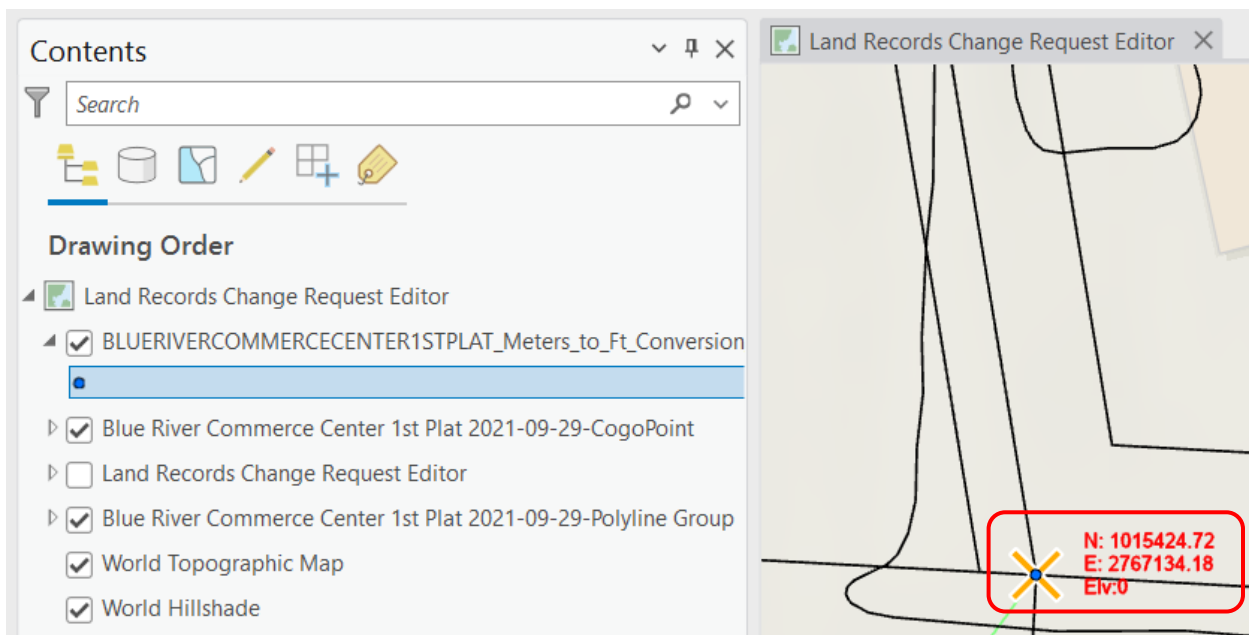 Contents
Search
Drawing Order
Land Records Change Request Editor
BLUERIVERCOMMERCECENTER1STPLAT_Meters_to_Ft_Conversion
Blue River Commerce Center 1st Plat 2021-09-29-CogoPoint
Land Records Change Request Editor
Blue River Commerce Center 1st Plat 2021-09-29-Polyline Group
World Topographic Map
World Hillshade
Land Records Change Request Editor
N: 1015424.72
E: 2767134.18
Elv:0